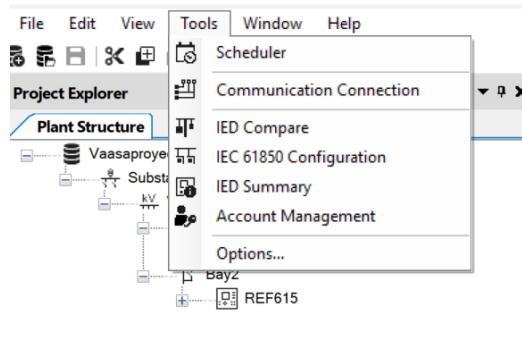 File Edit View Tools Window Help
Scheduler
Project Explorer
Communication Connection
Plant Structure
IED Compare
Vaasaproye
IEC 61850 Configuration
Substa
IED Summary
kV
Account Management
Options...
Bay2
REF615